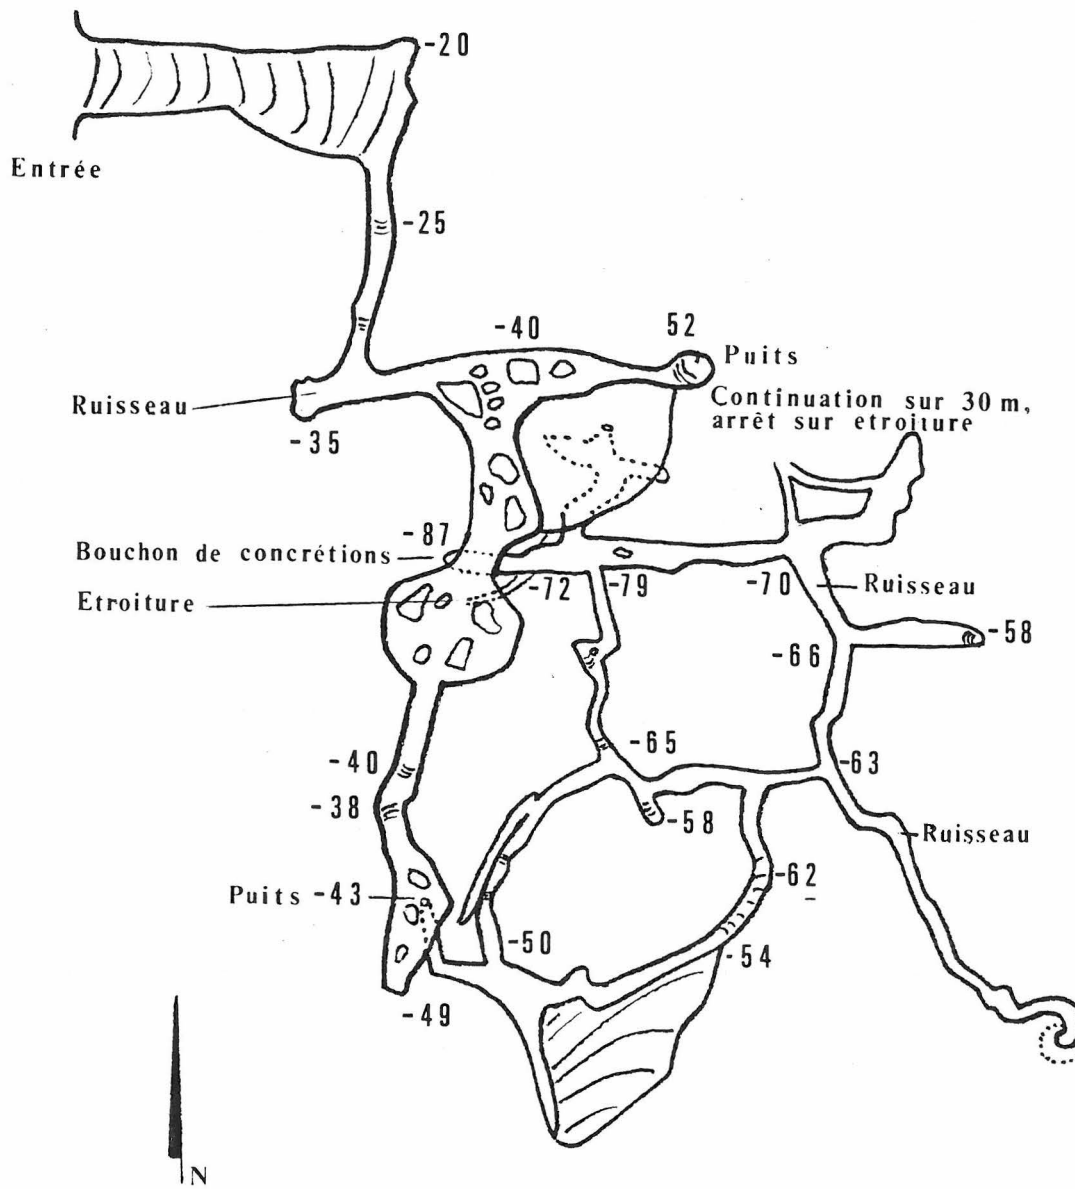 -20
Entrée
-25
-40
52
Puits
Continuation sur 30 m,
arrêt sur etroiture
Ruisseau
-35
-87
Bouchon de concrétions
Etroiture
-72
-79
-70
Ruisseau
-58
-66
-65
-63
-40
-38
-58
Ruisseau
-62
Puits -43
-50
-54
-49
N